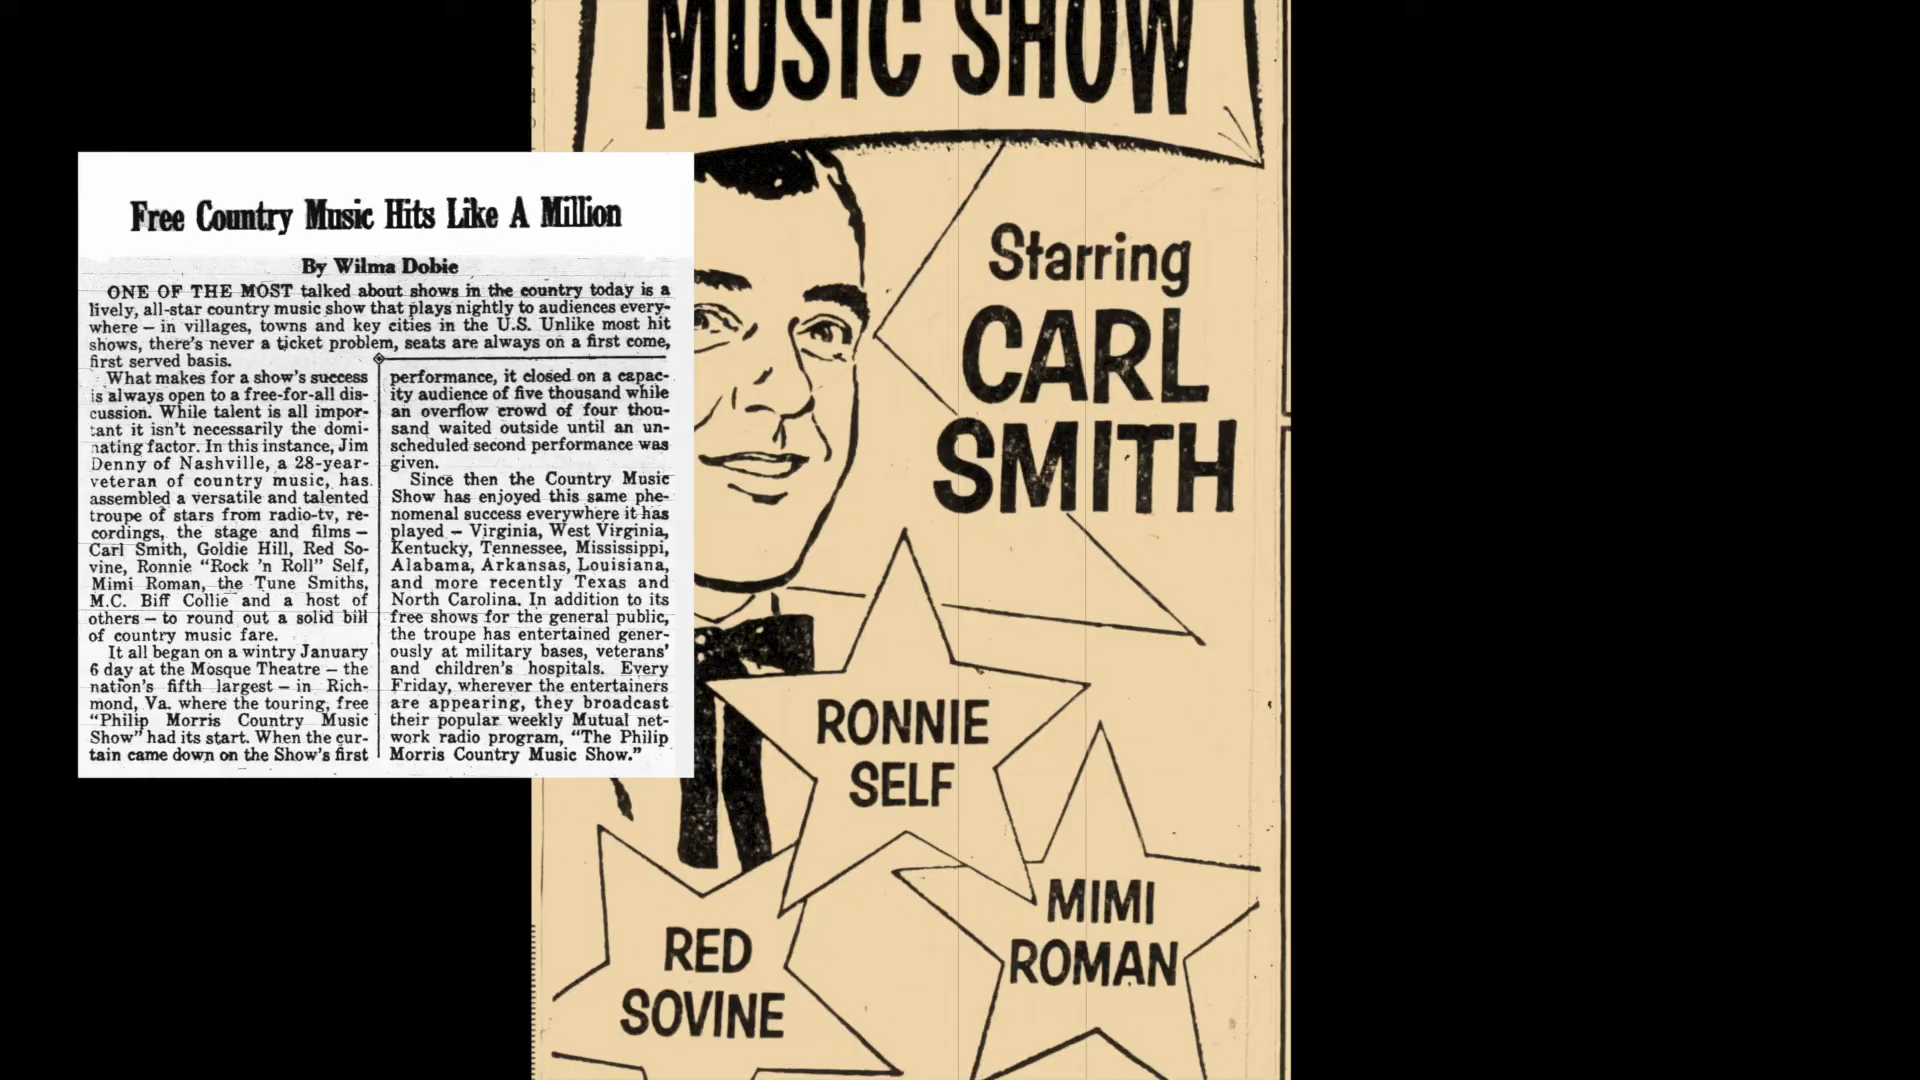 MUSIC SHOW
Free Country Music Hits Like A Million
By Wilma Dobie
ONE OF THE MOST talked about shows in the country today is a
lively, all-star country music show that plays nightly to audiences every-
where – in villages, towns and key cities in the U.S. Unlike most hit
shows, there's never a ticket problem, seats are always on a first come,
first served basis.
What makes for a show's success
is always open to a free-for-all dis-
cussion. While talent is all impor-
tant it isn't necessarily the domi-
nating factor. In this instance, Jim
Denny of Nashville, a 28-year-
veteran of country music, has
assembled a versatile and talented
troupe of stars from radio-tv, re-
cordings, the stage and films –
Carl Smith, Goldie Hill, Red So-
vine, Ronnie "Rock 'n Roll" Self,
Mimi Roman, the Tune Smiths,
M.C. Biff Collie and a host of
others – to round out a solid bill
of country music fare.
It all began on a wintry January
6 day at the Mosque Theatre – the
nation's fifth largest – in Rich-
mond, Va. where the touring, free
"Philip Morris Country Music
Show" had its start. When the cur-
tain came down on the Show's first
performance, it closed on a capac-
ity audience of five thousand while
an overflow crowd of four thou-
sand waited outside until an un-
scheduled second performance was
given.
Since then the Country Music
Show has enjoyed this same phe-
nomenal success everywhere it has
played – Virginia, West Virginia,
Kentucky, Tennessee, Mississippi,
Alabama, Arkansas, Louisiana,
and more recently Texas and
North Carolina. In addition to its
free shows for the general public,
the troupe has entertained gener-
ously at military bases, veterans'
and children's hospitals. Every
Friday, wherever the entertainers
are appearing, they broadcast
their popular weekly Mutual net-
work radio program, "The Philip
Morris Country Music Show."
Starring
CARL
SMITH
RONNIE
SELF
MIMI
ROMAN
RED
SOVINE